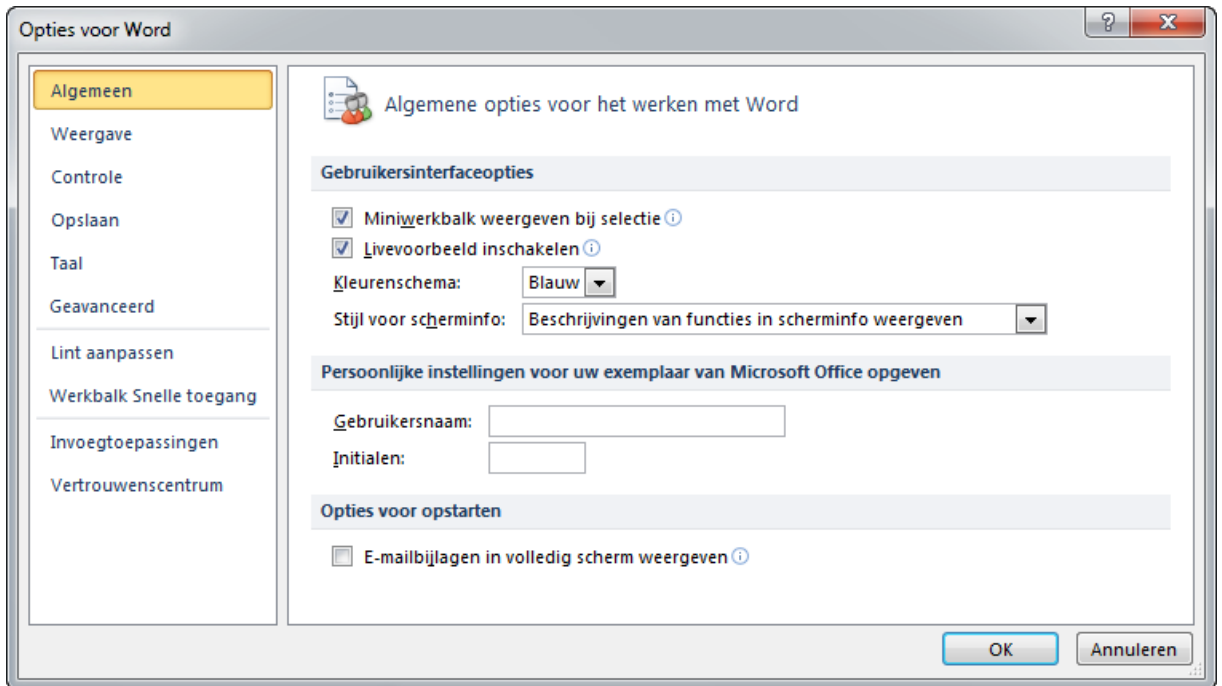 Opties voor Word
Algemeen
Weergave
Controle
Opslaan
Taal
Geavanceerd
Lint aanpassen
Werkbalk Snelle toegang
Invoegtoepassingen
Vertrouwenscentrum
Algemene opties voor het werken met Word
Gebruikersinterfaceopties
Miniwerkbalk weergeven bij selectie
Livevoorbeeld inschakelen
Kleurenschema: Blauw
Stijl voor scherminfo: Beschrijvingen van functies in scherminfo weergeven
Persoonlijke instellingen voor uw exemplaar van Microsoft Office opgeven
Gebruikersnaam:
Initialen:
Opties voor opstarten
E-mailbijlagen in volledig scherm weergeven
OK Annuleren